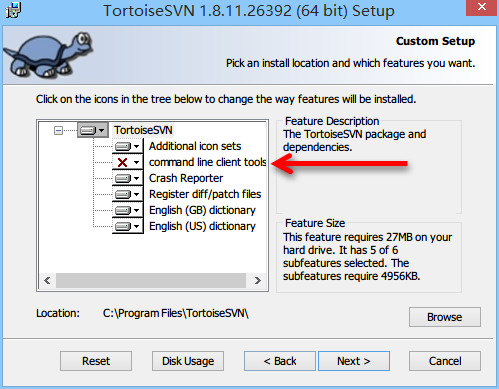 TortoiseSVN 1.8.11.26392 (64 bit) Setup
Custom Setup
Pick an install location and which features you want.
Click on the icons in the tree below to change the way features will be installed.
TortoiseSVN
Additional icon sets
command line client tools
Crash Reporter
Register diff/patch files
English (GB) dictionary
English (US) dictionary
Feature Description
The TortoiseSVN package and
dependencies.
Feature Size
This feature requires 27MB on your
hard drive. It has 5 of 6
subfeatures selected. The
subfeatures require 4956KB.
Location: C:\Program Files\TortoiseSVN\
Browse
Reset Disk Usage < Back Next > Cancel